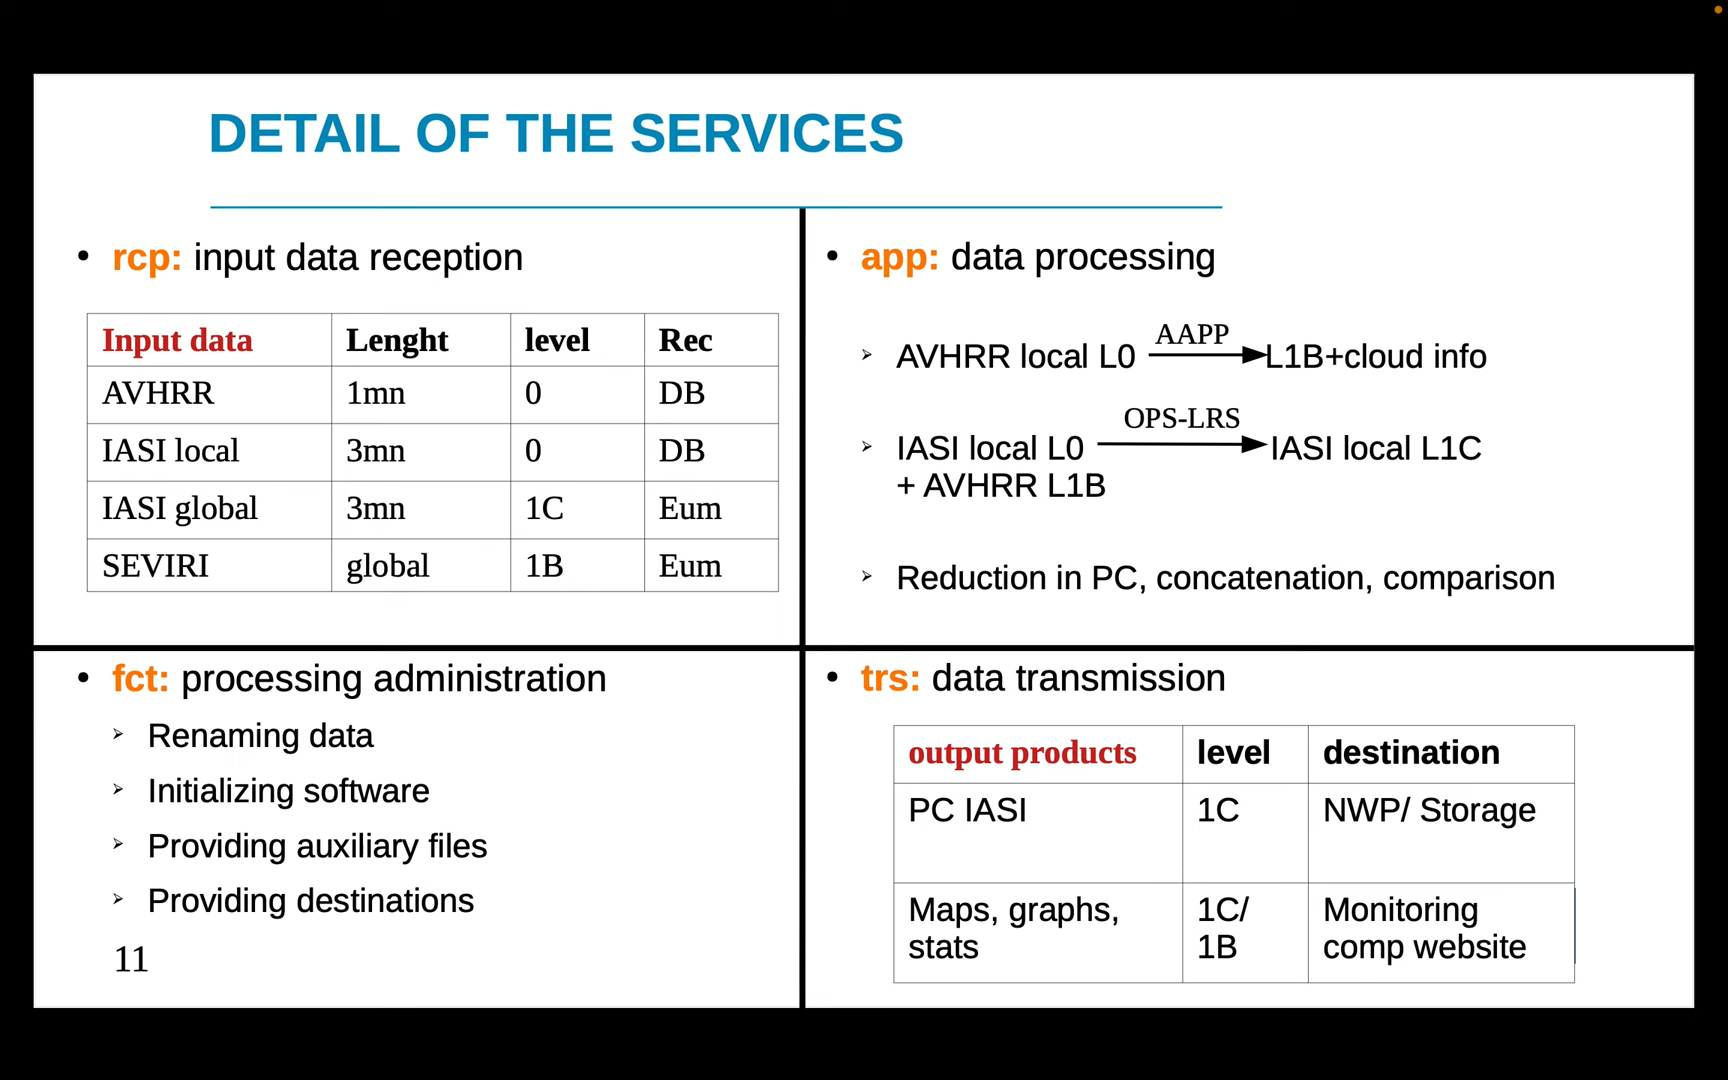 DETAIL OF THE SERVICES
• rcp: input data reception
Input data Lenght level Rec
AVHRR 1mn 0 DB
IASI local 3mn 0 DB
IASI global 3mn 1C Eum
SEVIRI global 1B Eum
• app: data processing
AAPP
➢ AVHRR local L0 L1B+cloud info
OPS-LRS
➢ IASI local L0 IASI local L1C
+ AVHRR L1B
➢ Reduction in PC, concatenation, comparison
• fct: processing administration
➢ Renaming data
➢ Initializing software
➢ Providing auxiliary files
➢ Providing destinations
11
• trs: data transmission
output products level destination
PC IASI 1C NWP/ Storage
Maps, graphs, 1C/ Monitoring
stats 1B comp website